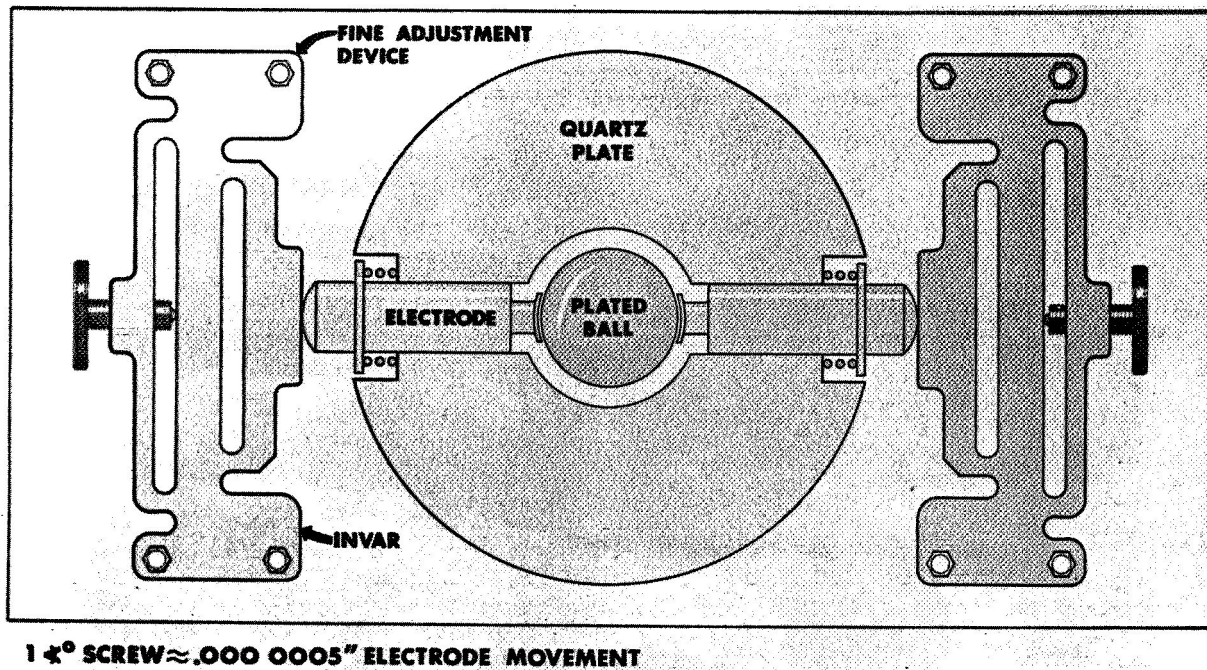 FINE ADJUSTMENT
DEVICE
QUARTZ
PLATE
ELECTRODE
PLATED
BALL
INVAR
1 ∡° SCREW≈.000 0005" ELECTRODE MOVEMENT